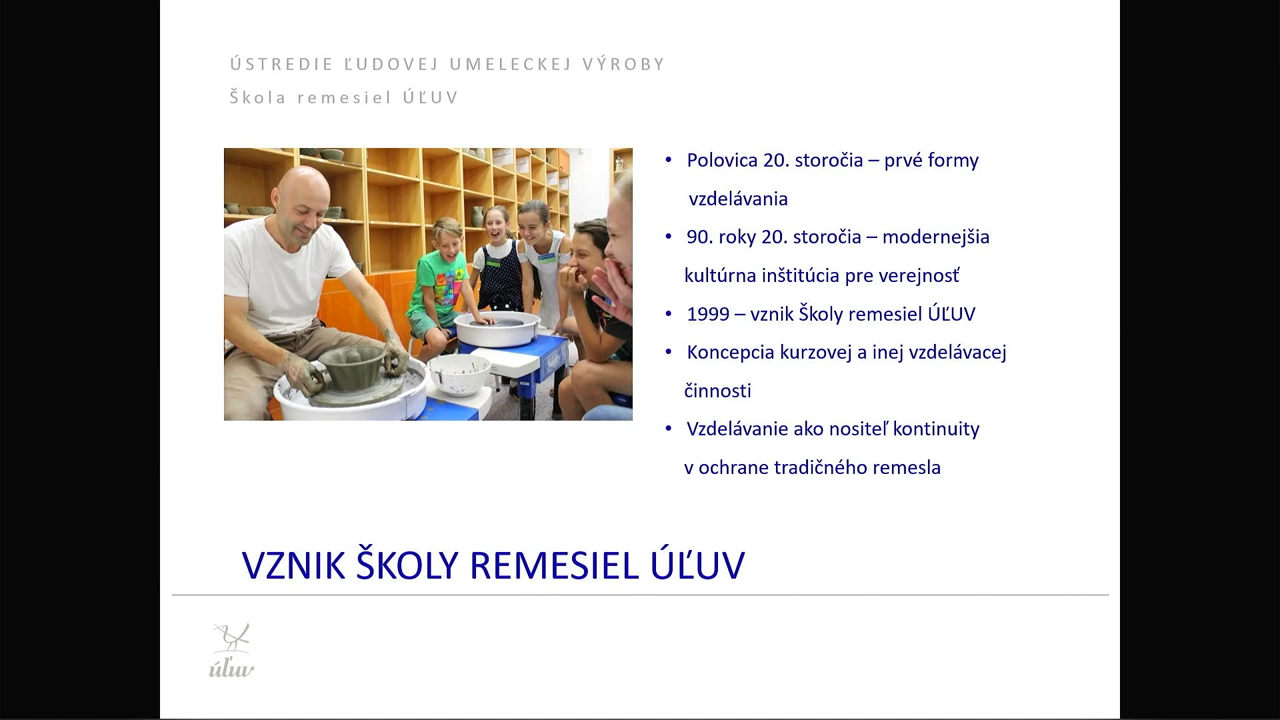 ÚSTREDIE ĽUDOVEJ UMELECKEJ VÝROBY
Škola remesiel ÚĽUV
• Polovica 20. storočia – prvé formy
vzdelávania
• 90. roky 20. storočia – modernejšia
kultúrna inštitúcia pre verejnosť
• 1999 – vznik Školy remesiel ÚĽUV
• Koncepcia kurzovej a inej vzdelávacej
činnosti
• Vzdelávanie ako nositeľ kontinuity
v ochrane tradičného remesla
VZNIK ŠKOLY REMESIEL ÚĽUV
úľuv